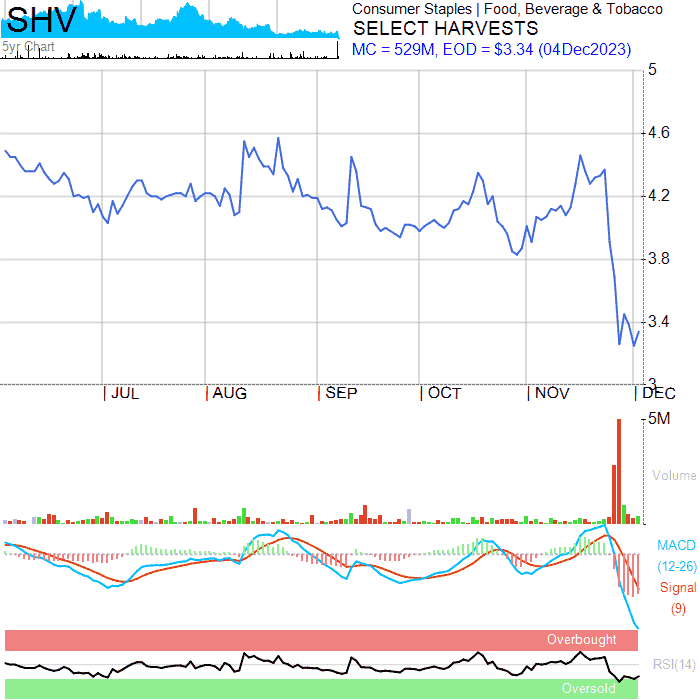 SHV
5yr Chart
Consumer Staples | Food, Beverage & Tobacco
SELECT HARVESTS
MC = 529M, EOD = $3.34 (04Dec2023)
5
4.6
4.2
3.8
3.4
3
JUL AUG SEP OCT NOV DEC
5M
Volume
MACD
(12-26)
Signal
(9)
Overbought
RSI(14)
Oversold